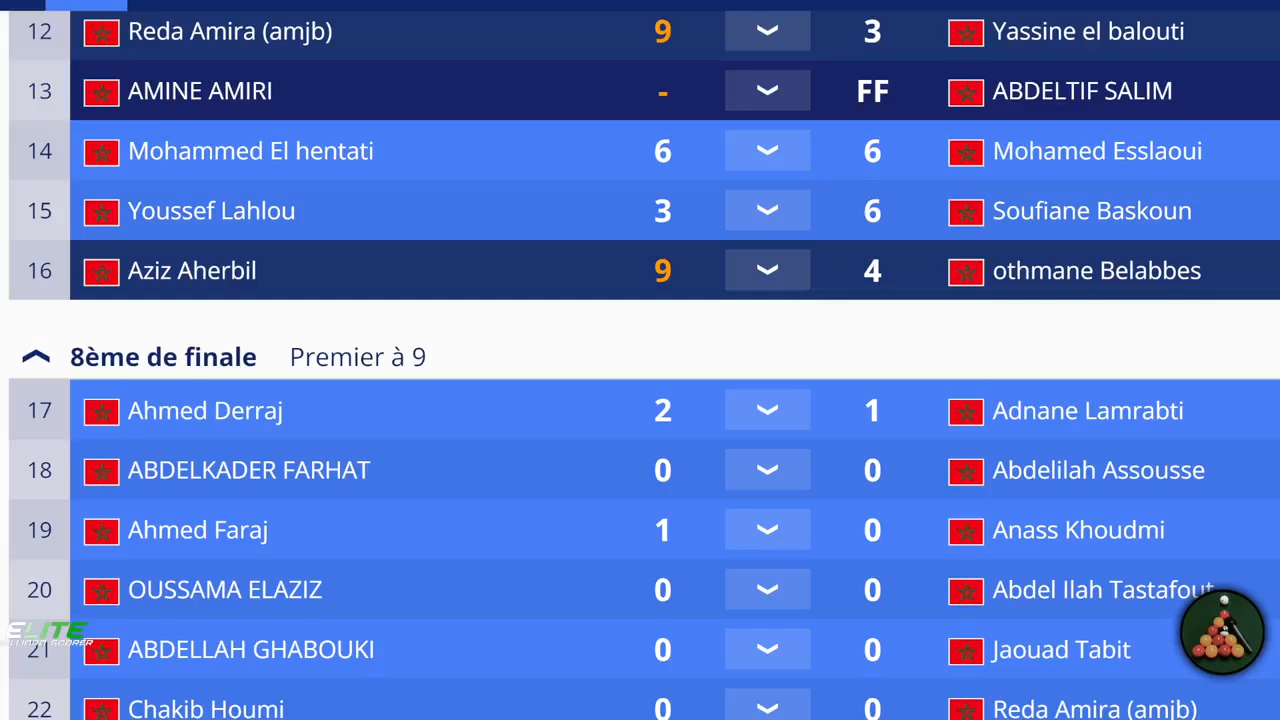 12 Reda Amira (amjb) 9 3 Yassine el balouti
13 AMINE AMIRI - FF ABDELTIF SALIM
14 Mohammed El hentati 6 6 Mohamed Esslaoui
15 Youssef Lahlou 3 6 Soufiane Baskoun
16 Aziz Aherbil 9 4 othmane Belabbes
8ème de finale Premier à 9
17 Ahmed Derraj 2 1 Adnane Lamrabti
18 ABDELKADER FARHAT 0 0 Abdelilah Assousse
19 Ahmed Faraj 1 0 Anass Khoudmi
20 OUSSAMA ELAZIZ 0 0 Abdel Ilah Tastafout
ELITE
21 ABDELLAH GHABOUKI 0 0 Jaouad Tabit
22 Chakib Houmi 0 0 Reda Amira (amjb)